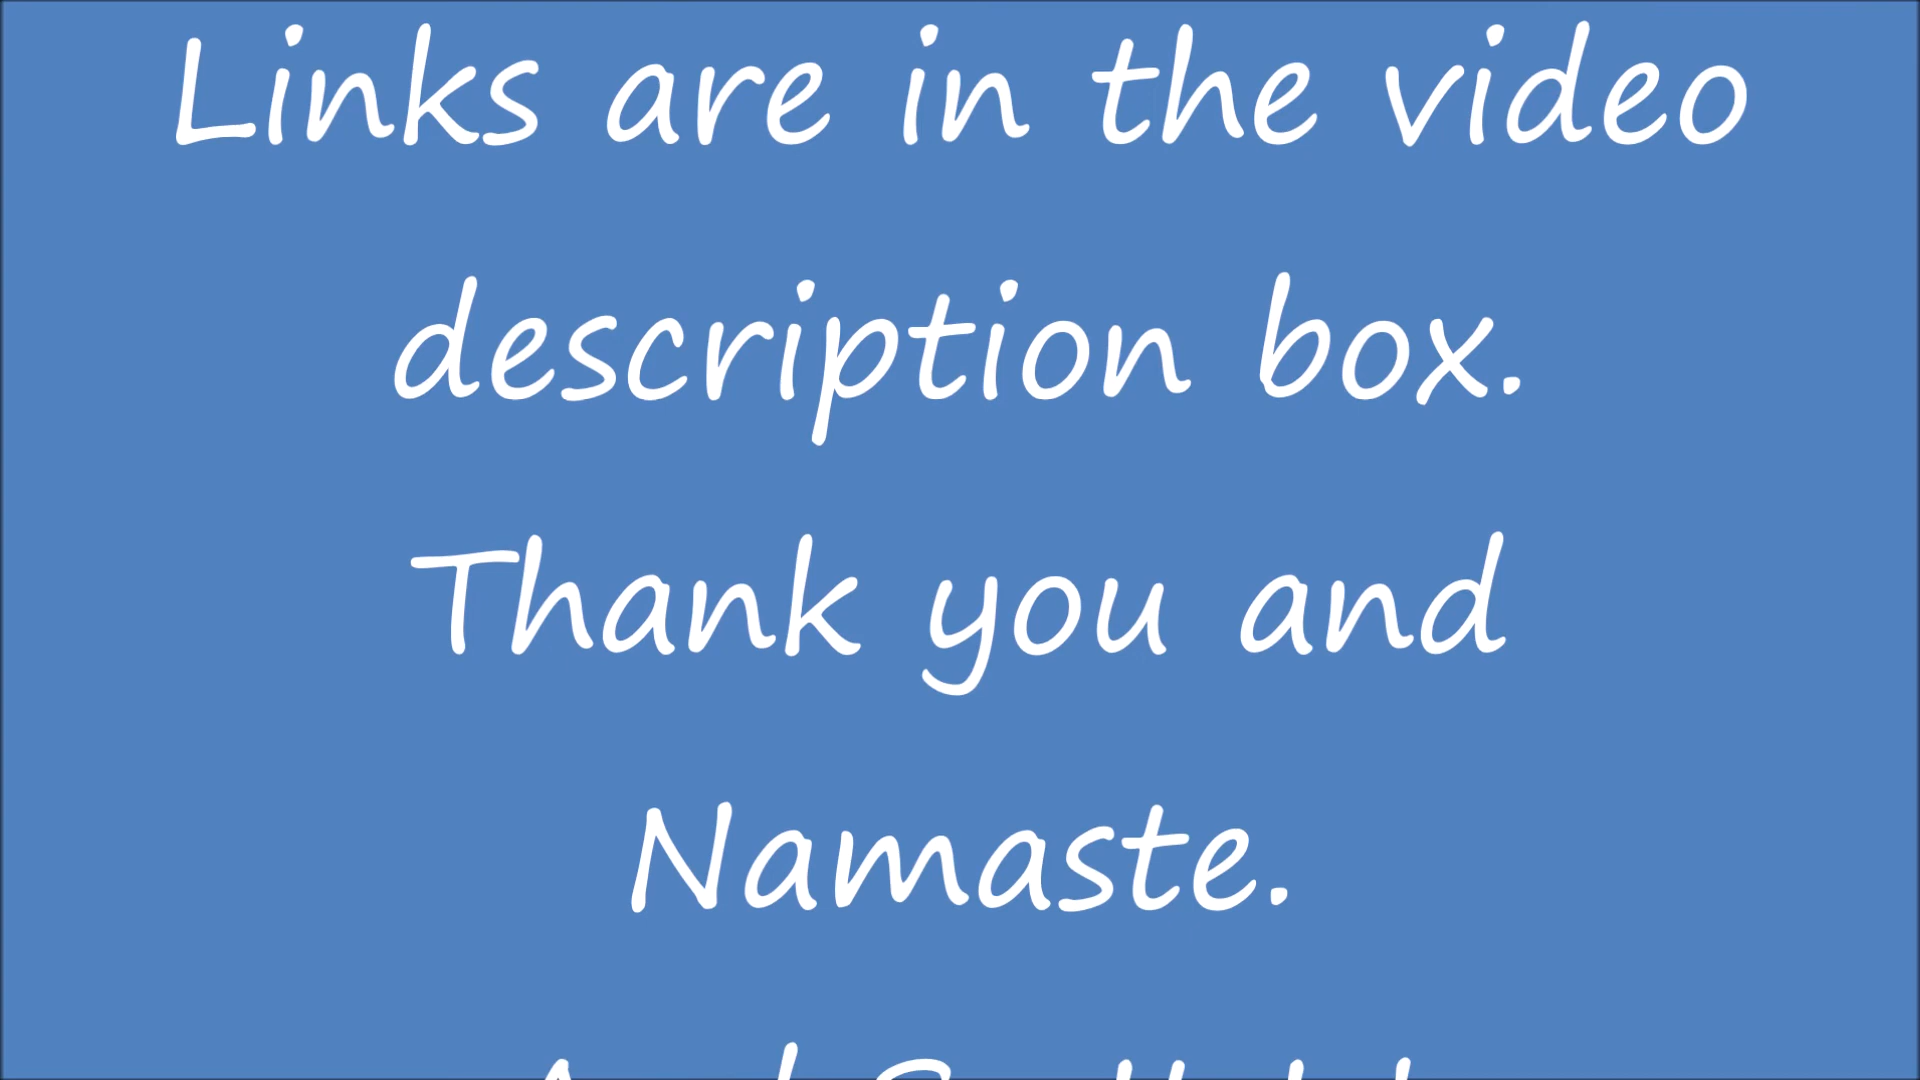 Links are in the video
description box.
Thank you and
Namaste.